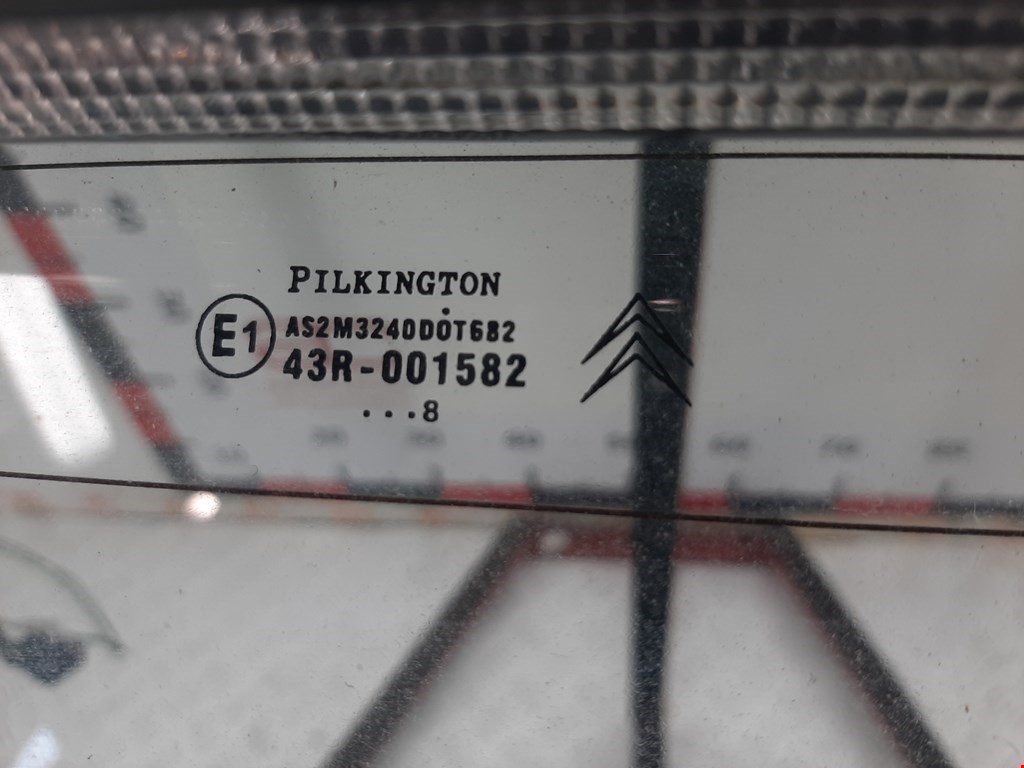 PILKINGTON
E1
AS2M3240DOT682
43R-001582
...8